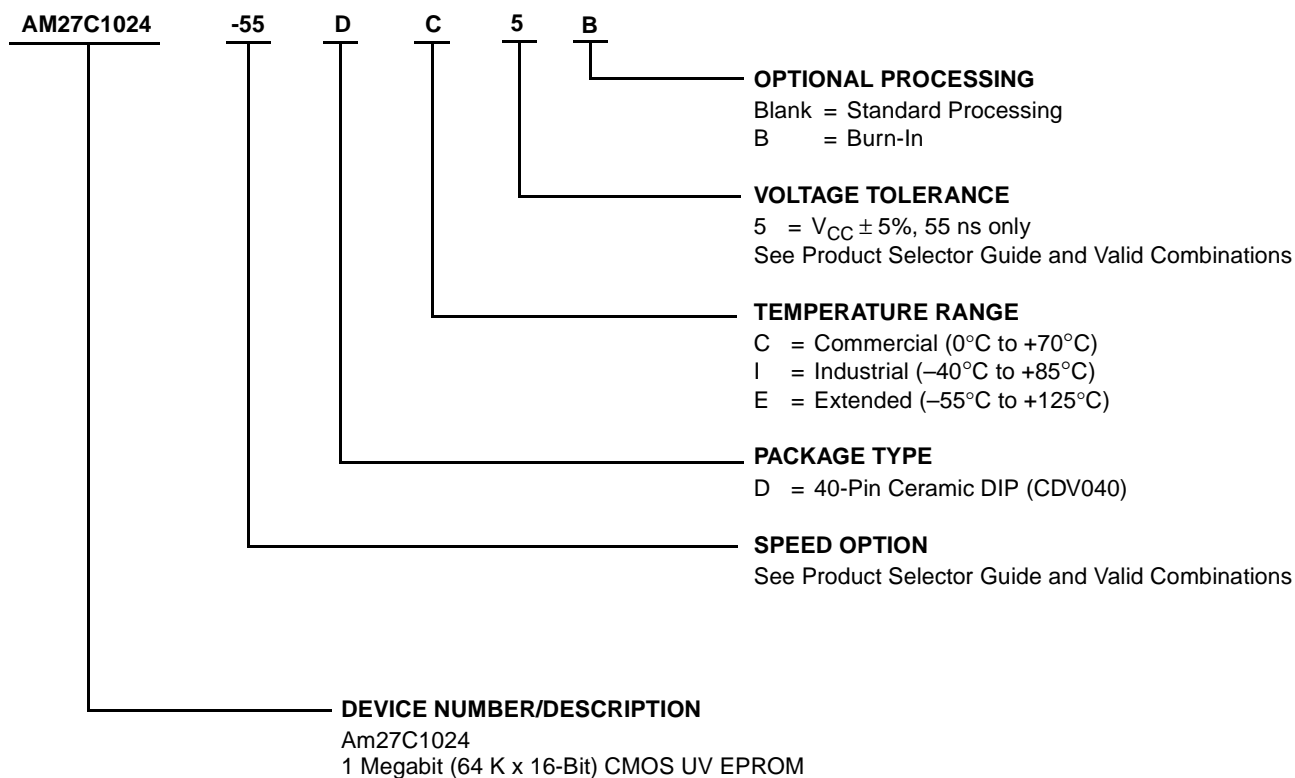 AM27C1024 -55 D C 5 B
OPTIONAL PROCESSING
Blank = Standard Processing
B = Burn-In
VOLTAGE TOLERANCE
5 = VCC ± 5%, 55 ns only
See Product Selector Guide and Valid Combinations
TEMPERATURE RANGE
C = Commercial (0°C to +70°C)
I = Industrial (–40°C to +85°C)
E = Extended (–55°C to +125°C)
PACKAGE TYPE
D = 40-Pin Ceramic DIP (CDV040)
SPEED OPTION
See Product Selector Guide and Valid Combinations
DEVICE NUMBER/DESCRIPTION
Am27C1024
1 Megabit (64 K x 16-Bit) CMOS UV EPROM